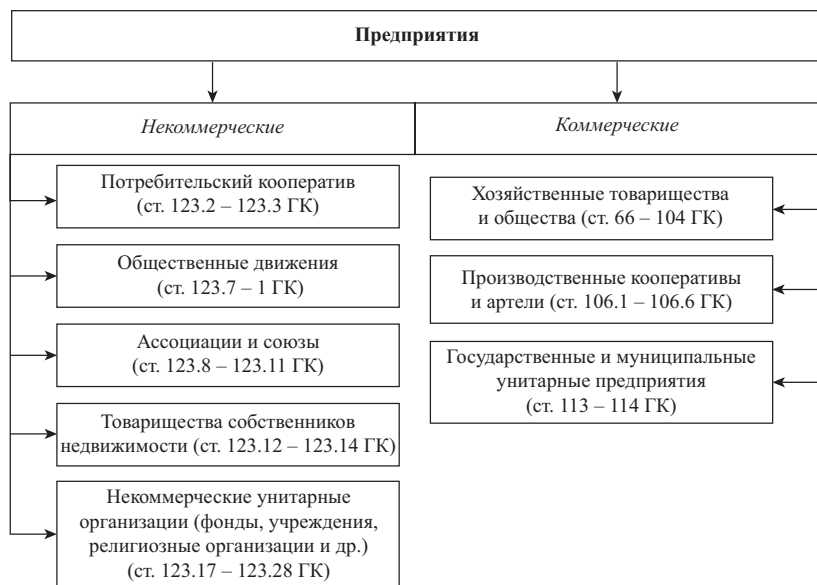 Предприятия
Некоммерческие
Коммерческие
Потребительский кооператив
(ст. 123.2 – 123.3 ГК)
Общественные движения
(ст. 123.7 – 1 ГК)
Ассоциации и союзы
(ст. 123.8 – 123.11 ГК)
Товарищества собственников
недвижимости (ст. 123.12 – 123.14 ГК)
Некоммерческие унитарные
организации (фонды, учреждения,
религиозные организации и др.)
(ст. 123.17 – 123.28 ГК)
Хозяйственные товарищества
и общества (ст. 66 – 104 ГК)
Производственные кооперативы
и артели (ст. 106.1 – 106.6 ГК)
Государственные и муниципальные
унитарные предприятия
(ст. 113 – 114 ГК)